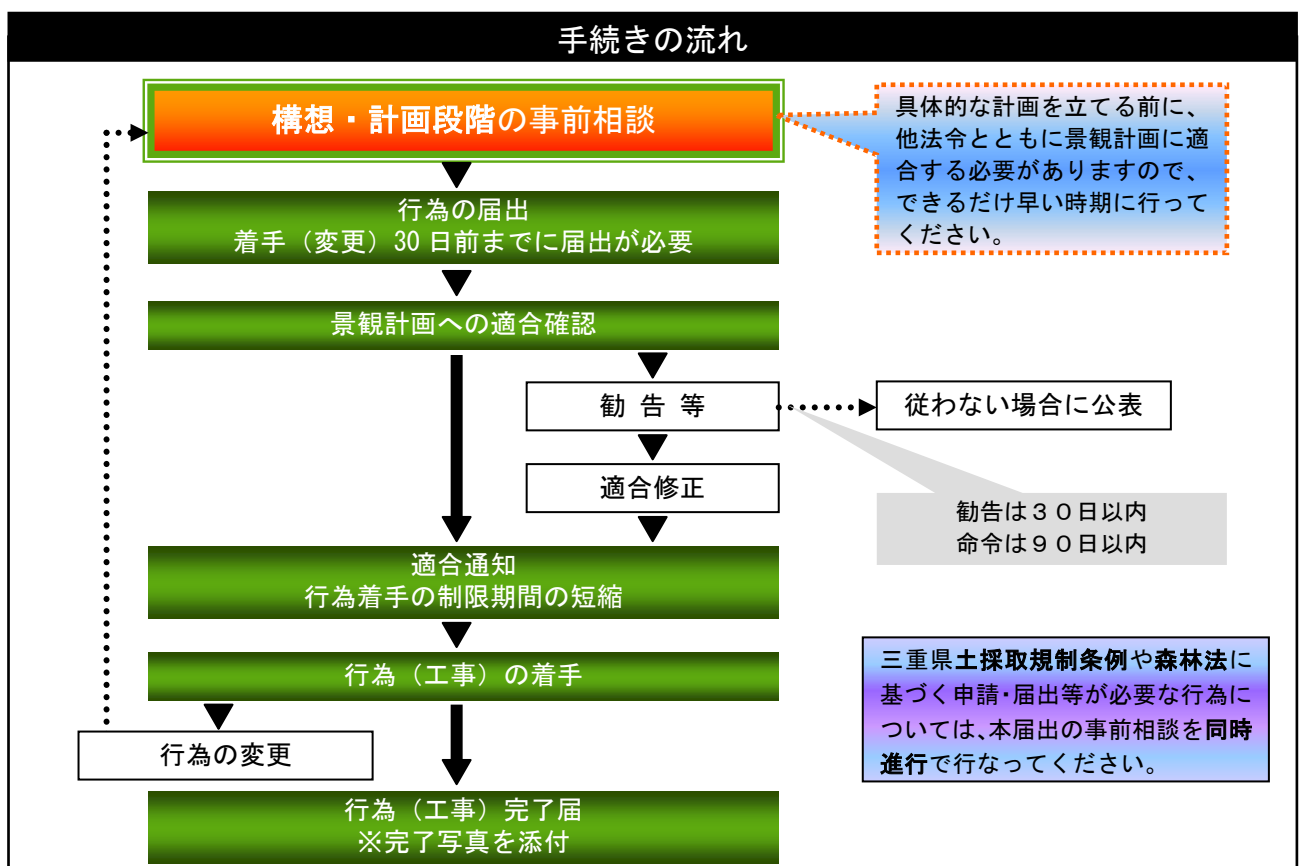 手続きの流れ
構想・計画段階の事前相談
具体的な計画を立てる前に、
他法令とともに景観計画に適
合する必要がありますので、
できるだけ早い時期に行って
ください。
行為の届出
着手（変更）30日前までに届出が必要
景観計画への適合確認
勧 告 等
従わない場合に公表
適合修正
勧告は３０日以内
命令は９０日以内
適合通知
行為着手の制限期間の短縮
行為（工事）の着手
三重県土採取規制条例や森林法に
基づく申請・届出等が必要な行為に
ついては、本届出の事前相談を同時
進行で行なってください。
行為の変更
行為（工事）完了届
※完了写真を添付